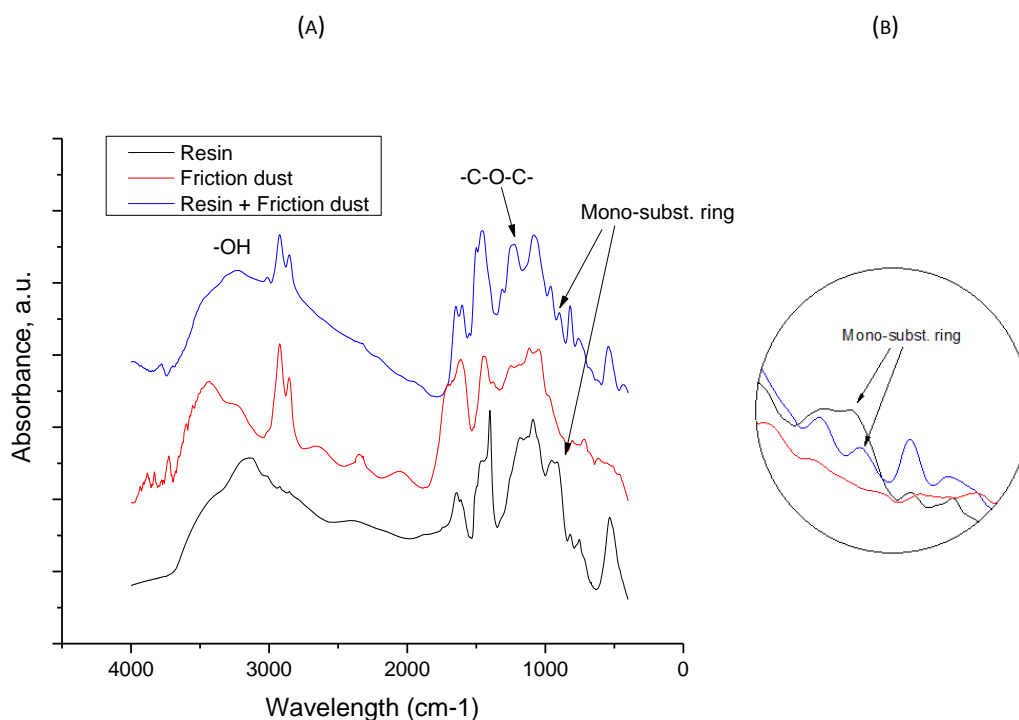 (A)
(B)
Resin
Friction dust
Resin + Friction dust
-C-O-C-
Mono-subst. ring
-OH
Mono-subst. ring
Absorbance, a.u.
4000 3000 2000 1000 0
Wavelength (cm-1)